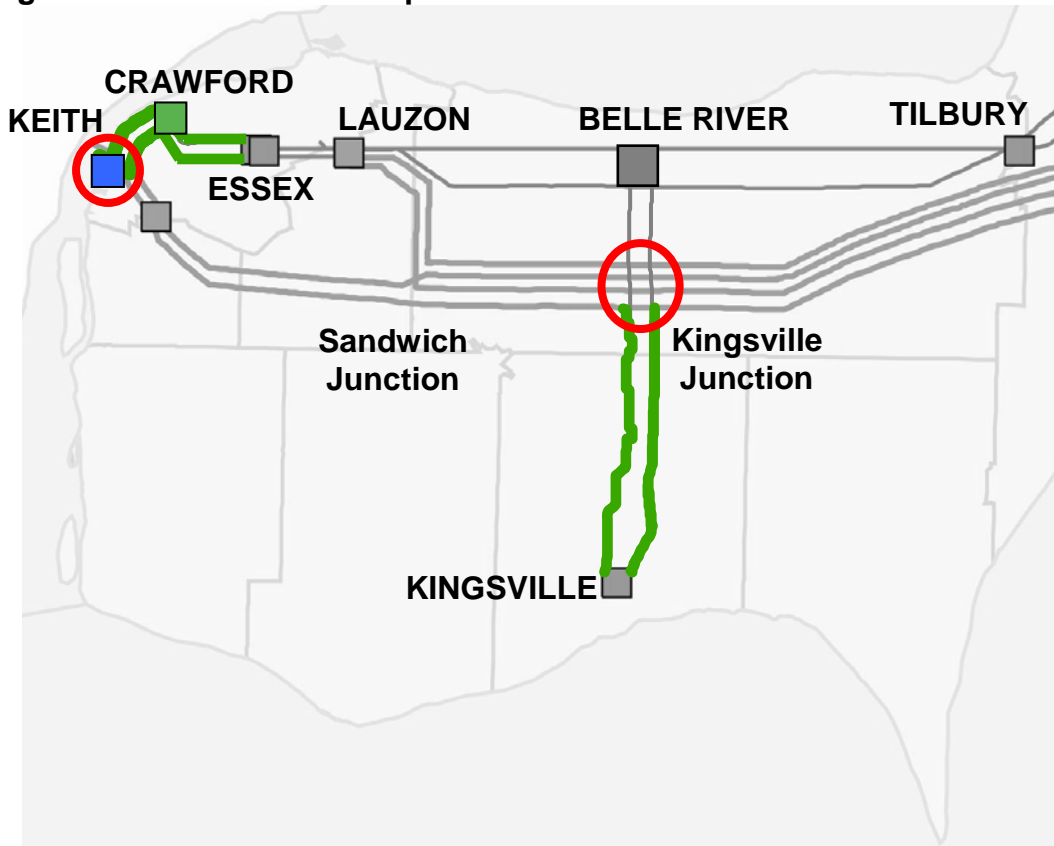 CRAWFORD
KEITH
LAUZON
BELLE RIVER
TILBURY
ESSEX
Sandwich
Junction
Kingsville
Junction
KINGSVILLE